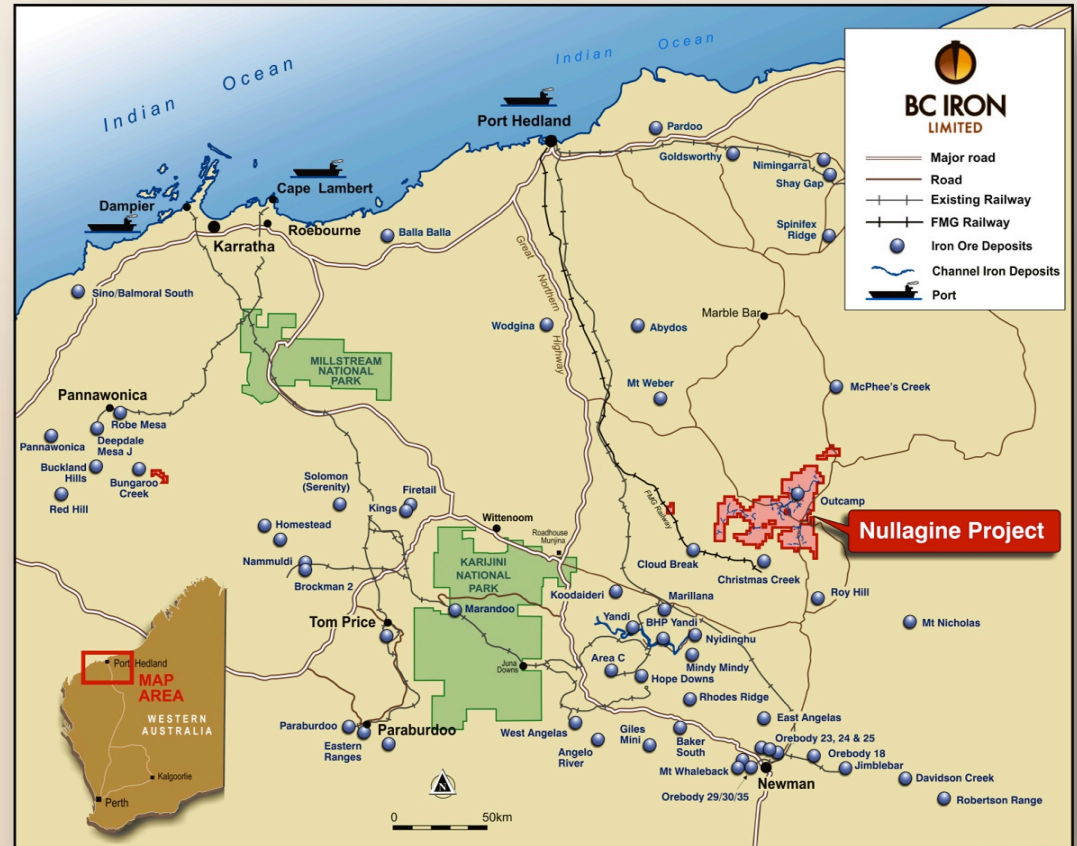 Indian Ocean
Indian Ocean
BC IRON
LIMITED
Major road
Road
Existing Railway
FMG Railway
Iron Ore Deposits
Channel Iron Deposits
Port
Port Hedland
Pardoo
Goldsworthy
Nimingarra
Shay Gap
Spinifex
Ridge
Cape Lambert
Dampier
Roebourne
Karratha
Balla Balla
Sino/Balmoral South
Great Northern Highway
Wodgina
Abydos
Marble Bar
MILLSTREAM
NATIONAL
PARK
Mt Weber
McPhee's Creek
Pannawonica
Robe Mesa
Pannawonica
Deepdale
Mesa J
Buckland
Hills
Bungaroo
Creek
Red Hill
Solomon
(Serenity)
Firetail
Kings
Homestead
Nammuldi
Brockman 2
Wittenoom
Roadhouse
Munjina
FMG Railway
Outcamp
Nullagine Project
Cloud Break
Christmas Creek
KARIJINI
NATIONAL
PARK
Koodaideri
Roy Hill
Marandoo
Marillana
Yandi
BHP Yandi
Nyidinghu
Mt Nicholas
Tom Price
Juna
Downs
Area C
Mindy Mindy
Hope Downs
Rhodes Ridge
Paraburdoo
Paraburdoo
Eastern
Ranges
West Angelas
Angelo
River
Giles
Mini
Baker
South
East Angelas
Orebody 23, 24 & 25
Orebody 18
Jimblebar
Mt Whaleback
Newman
Orebody 29/30/35
Davidson Creek
Robertson Range
Port Hedland
MAP
AREA
WESTERN
AUSTRALIA
Kalgoorlie
Perth
0 50km